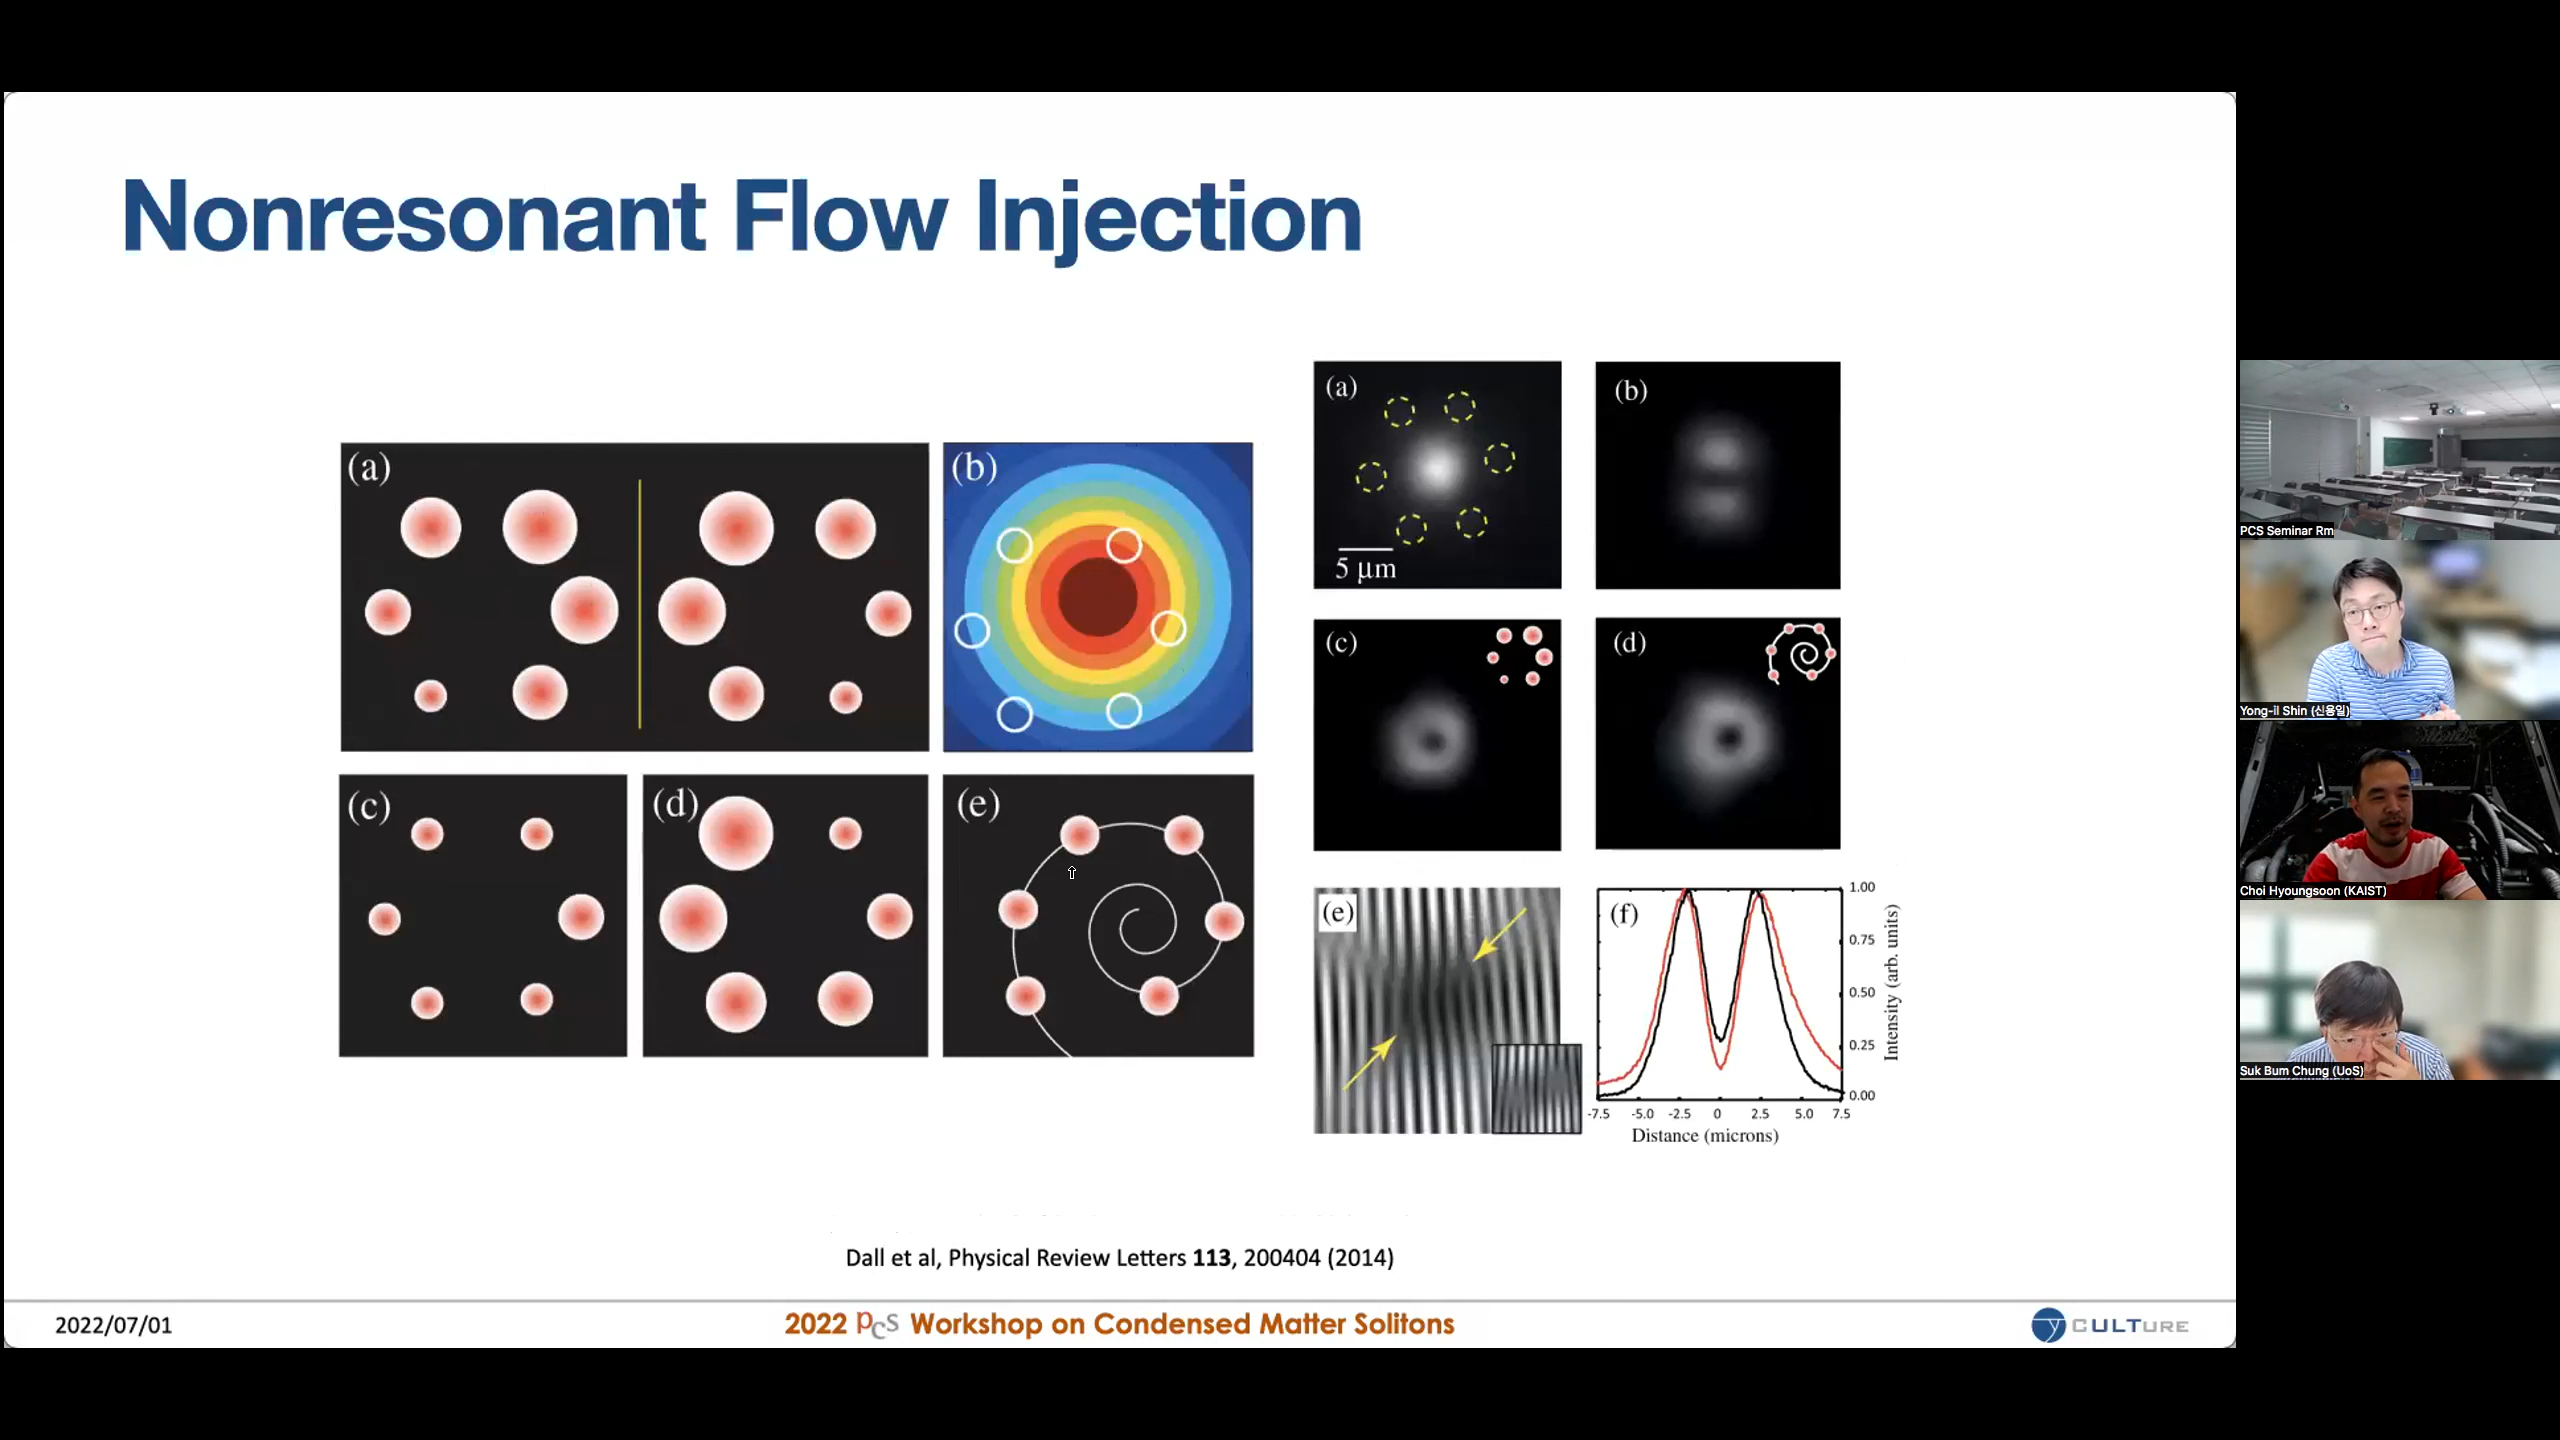 Nonresonant Flow Injection
(a)
(b)
(c)
(d)
(e)
(a)
5 μm
(b)
(c)
(d)
(e)
(f)
1.00
0.75
0.50
0.25
0.00
Intensity (arb. units)
-7.5 -5.0 -2.5 0 2.5 5.0 7.5
Distance (microns)
Dall et al, Physical Review Letters 113, 200404 (2014)
2022/07/01
2022 PCS Workshop on Condensed Matter Solitons
CULTURE
PCS Seminar Rm
Yong-il Shin (신용일)
Choi Hyoungsoon (KAIST)
Suk Bum Chung (UoS)